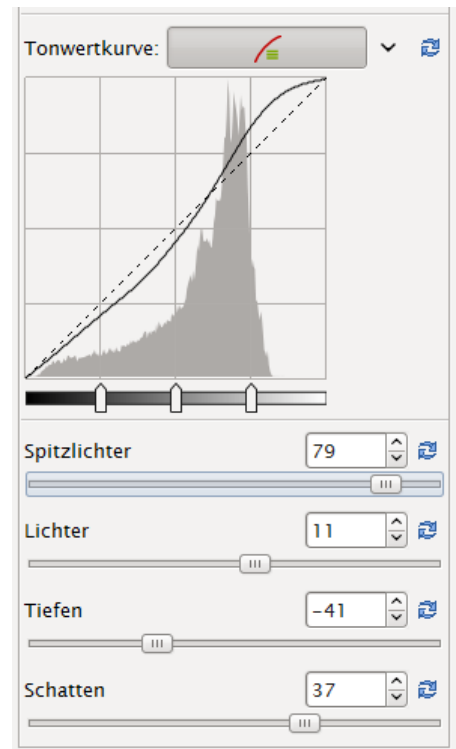 Tonwertkurve:
Spitzlichter 79
Lichter 11
Tiefen -41
Schatten 37